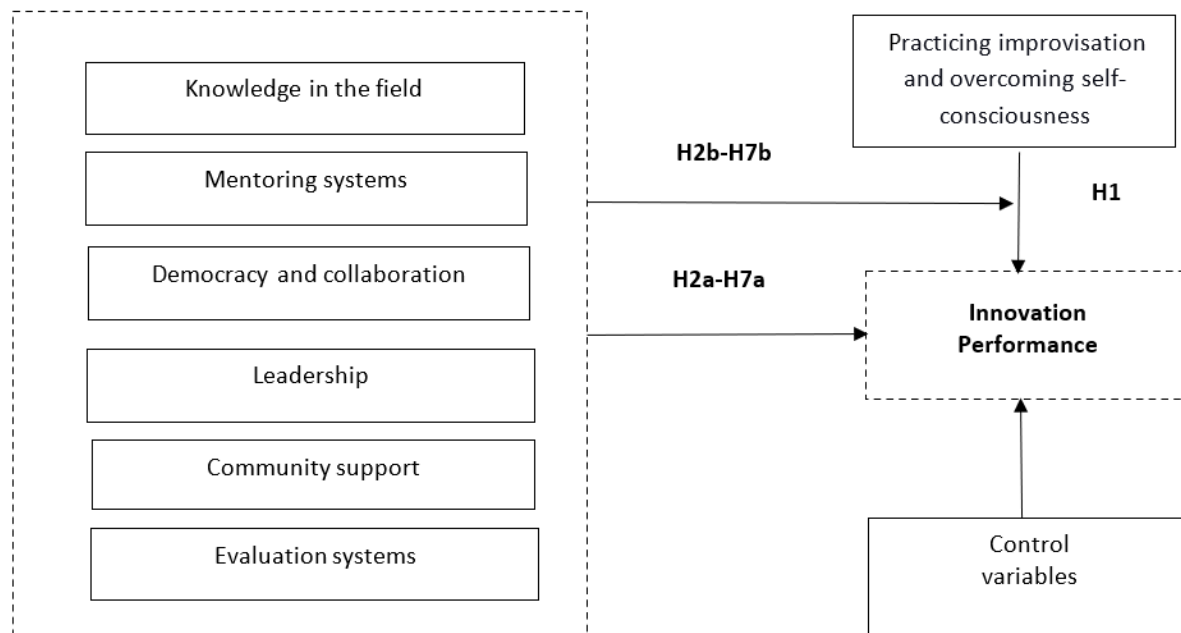 Knowledge in the field
Mentoring systems
Democracy and collaboration
Leadership
Community support
Evaluation systems
H2b-H7b
H2a-H7a
Practicing improvisation
and overcoming self-
consciousness
H1
Innovation
Performance
Control
variables